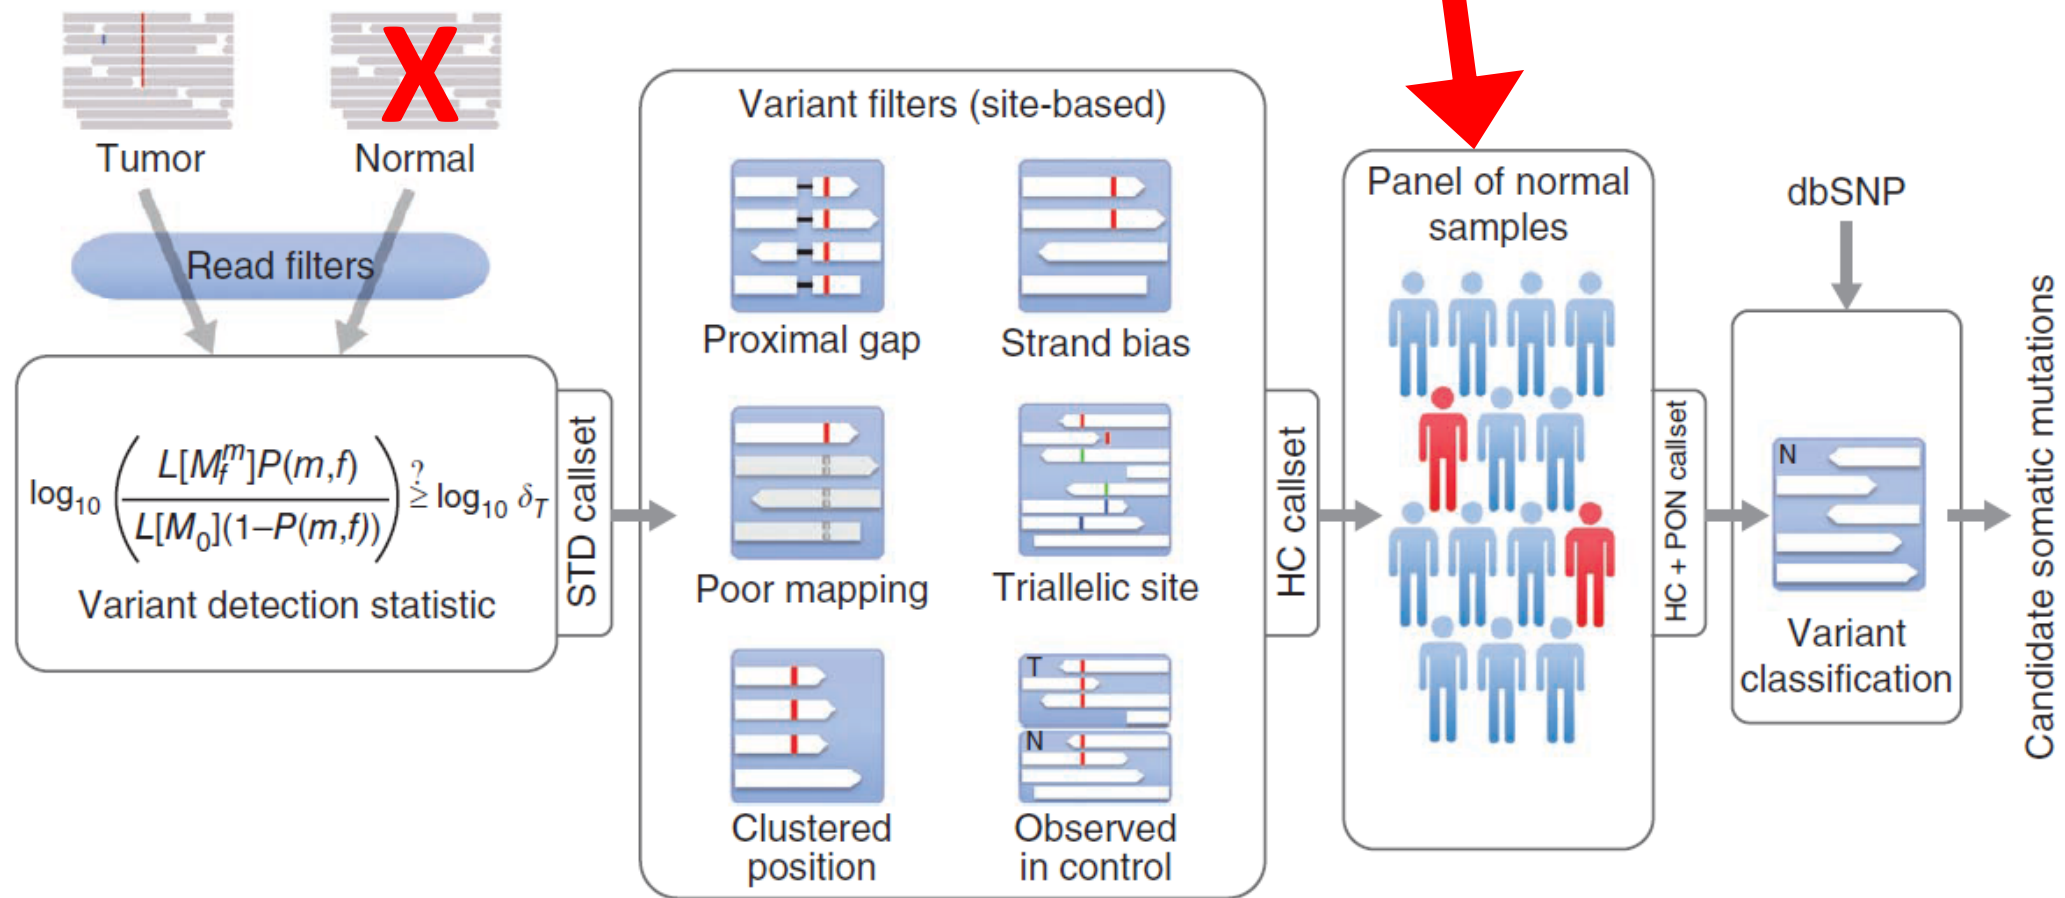 X
Tumor
Normal
Read filters
log10 (L[M_f^m]P(m,f) / L[M_0](1–P(m,f))) ≥? log10 δ_T
Variant detection statistic
STD callset
Variant filters (site-based)
Proximal gap
Strand bias
Poor mapping
Triallelic site
Clustered
position
T
N
Observed
in control
HC callset
Panel of normal
samples
HC + PON callset
dbSNP
N
Variant
classification
Candidate somatic mutations